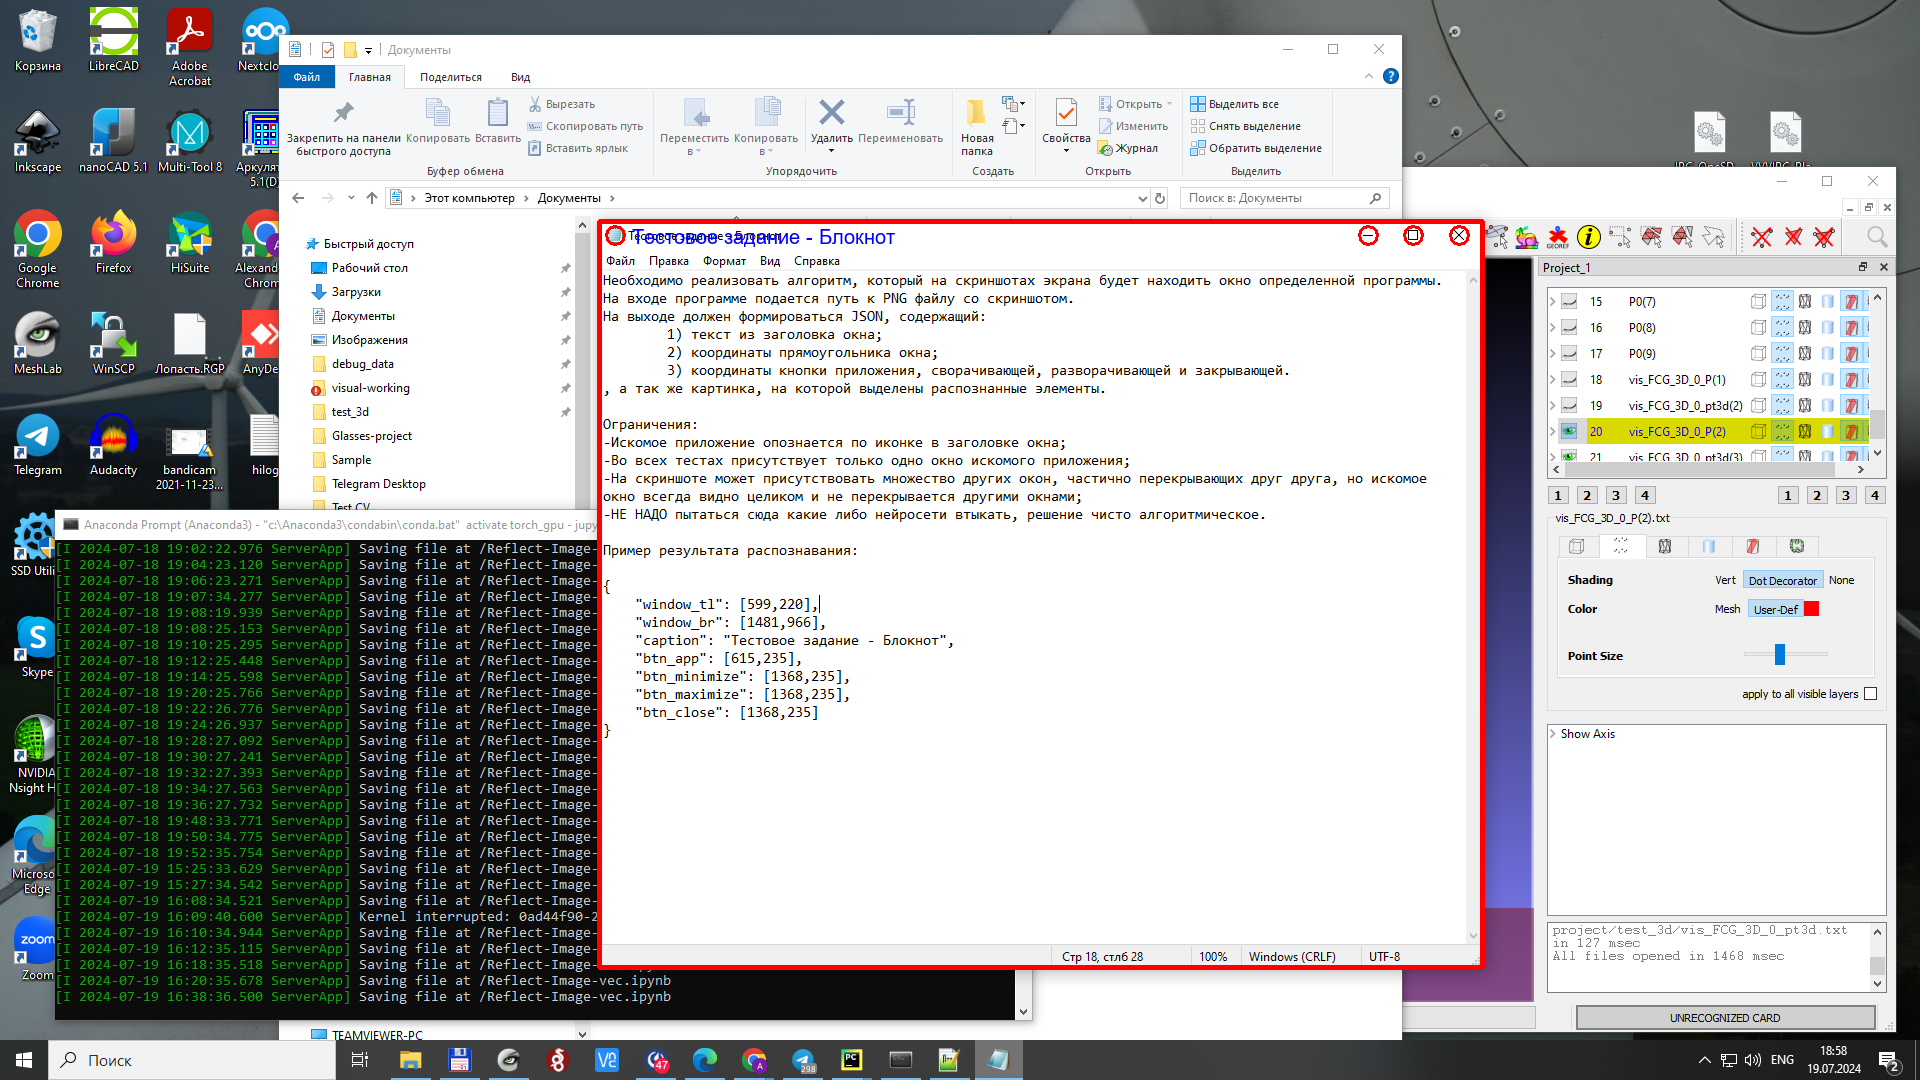 Корзина
LibreCAD
Adobe Acrobat
Inkscape
nanoCAD 5.1
Multi-Tool 8
Google Chrome
Firefox
HiSuite
MeshLab
WinSCP
Лопасть.RGP
Telegram
Audacity
bandicam 2021-11-23...
Skype
NVIDIA
Zoom
Документы
Файл
Главная
Поделиться
Вид
Закрепить на панели быстрого доступа
Копировать
Вставить
Вырезать
Скопировать путь
Вставить ярлык
Буфер обмена
Переместить в
Копировать в
Удалить
Переименовать
Упорядочить
Новая папка
Создать
Свойства
Открыть
Изменить
Журнал
Открыть
Выделить все
Снять выделение
Обратить выделение
Выделить
Этот компьютер
Документы
Поиск в: Документы
Быстрый доступ
Рабочий стол
Загрузки
Документы
Изображения
debug_data
visual-working
test_3d
Glasses-project
Sample
Telegram Desktop
Test CV
TEAMVIEWER-PC
Anaconda Prompt (Anaconda3) - "c:\Anaconda3\condabin\conda.bat" activate torch_gpu - jupy
[I 2024-07-18 19:02:22.976 ServerApp] Saving file at /Reflect-Image-
[I 2024-07-18 19:04:23.120 ServerApp] Saving file at /Reflect-Image-
[I 2024-07-18 19:06:23.271 ServerApp] Saving file at /Reflect-Image-
[I 2024-07-18 19:07:34.277 ServerApp] Saving file at /Reflect-Image-
[I 2024-07-18 19:08:19.939 ServerApp] Saving file at /Reflect-Image-
[I 2024-07-18 19:08:25.153 ServerApp] Saving file at /Reflect-Image-
[I 2024-07-18 19:10:25.295 ServerApp] Saving file at /Reflect-Image-
[I 2024-07-18 19:12:25.448 ServerApp] Saving file at /Reflect-Image-
[I 2024-07-18 19:14:25.598 ServerApp] Saving file at /Reflect-Image-
[I 2024-07-18 19:20:25.766 ServerApp] Saving file at /Reflect-Image-
[I 2024-07-18 19:22:26.776 ServerApp] Saving file at /Reflect-Image-
[I 2024-07-18 19:24:26.937 ServerApp] Saving file at /Reflect-Image-
[I 2024-07-18 19:28:27.092 ServerApp] Saving file at /Reflect-Image-
[I 2024-07-18 19:30:27.241 ServerApp] Saving file at /Reflect-Image-
[I 2024-07-18 19:32:27.393 ServerApp] Saving file at /Reflect-Image-
[I 2024-07-18 19:34:27.563 ServerApp] Saving file at /Reflect-Image-
[I 2024-07-18 19:36:27.732 ServerApp] Saving file at /Reflect-Image-
[I 2024-07-18 19:48:33.771 ServerApp] Saving file at /Reflect-Image-
[I 2024-07-18 19:50:34.775 ServerApp] Saving file at /Reflect-Image-
[I 2024-07-18 19:52:35.754 ServerApp] Saving file at /Reflect-Image-
[I 2024-07-19 15:25:33.629 ServerApp] Saving file at /Reflect-Image-
[I 2024-07-19 15:27:34.542 ServerApp] Saving file at /Reflect-Image-
[I 2024-07-19 16:08:34.521 ServerApp] Saving file at /Reflect-Image-
[I 2024-07-19 16:09:40.600 ServerApp] Kernel interrupted: 0ad44f90-2
[I 2024-07-19 16:10:34.944 ServerApp] Saving file at /Reflect-Image-
[I 2024-07-19 16:12:35.115 ServerApp] Saving file at /Reflect-Image-
[I 2024-07-19 16:18:35.518 ServerApp] Saving file at /Reflect-Image-
[I 2024-07-19 16:20:35.678 ServerApp] Saving file at /Reflect-Image-vec.ipynb
[I 2024-07-19 16:38:36.500 ServerApp] Saving file at /Reflect-Image-vec.ipynb
Тестовое задание - Блокнот
Файл
Правка
Формат
Вид
Справка
Необходимо реализовать алгоритм, который на скриншотах экрана будет находить окно определенной программы.
На входе программе подается путь к PNG файлу со скриншотом.
На выходе должен формироваться JSON, содержащий:
1) текст из заголовка окна;
2) координаты прямоугольника окна;
3) координаты кнопки приложения, сворачивающей, разворачивающей и закрывающей.
, а так же картинка, на которой выделены распознанные элементы.
Ограничения:
-Искомое приложение опознается по иконке в заголовке окна;
-Во всех тестах присутствует только одно окно искомого приложения;
-На скриншоте может присутствовать множество других окон, частично перекрывающих друг друга, но искомое
окно всегда видно целиком и не перекрывается другими окнами;
-НЕ НАДО пытаться сюда какие либо нейросети втыкать, решение чисто алгоритмическое.
Пример результата распознавания:
{
"window_tl": [599,220],
"window_br": [1481,966],
"caption": "Тестовое задание - Блокнот",
"btn_app": [615,235],
"btn_minimize": [1368,235],
"btn_maximize": [1368,235],
"btn_close": [1368,235]
}
Стр 18, стлб 28
100%
Windows (CRLF)
UTF-8
GEOREF
Project_1
15 P0(7)
16 P0(8)
17 P0(9)
18 vis_FCG_3D_0_P(1)
19 vis_FCG_3D_0_pt3d(2)
20 vis_FCG_3D_0_P(2)
21 vis_FCG_3D_0_pt3d(3)
1 2 3 4
1 2 3 4
vis_FCG_3D_0_P(2).txt
Shading Vert Dot Decorator None
Color Mesh User-Def
Point Size
apply to all visible layers
Show Axis
project/test_3d/vis_FCG_3D_0_pt3d.txt
in 127 msec
All files opened in 1468 msec
UNRECOGNIZED CARD
Поиск
47
298
ENG
18:58
19.07.2024
2